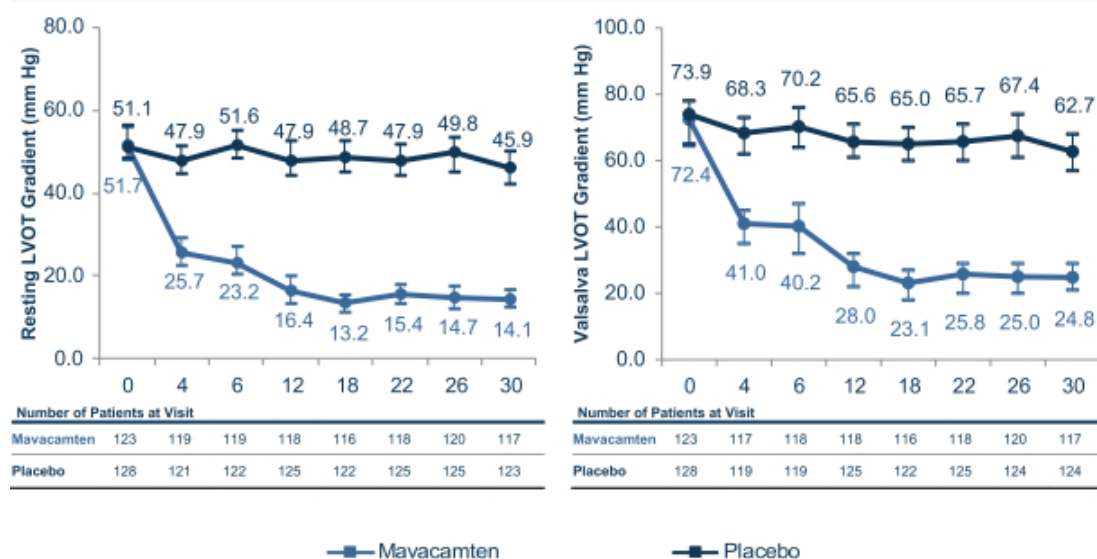 80.0
60.0
40.0
20.0
0.0
Resting LVOT Gradient (mm Hg)
51.1 47.9 51.6 47.9 48.7 47.9 49.8 45.9
51.7 25.7 23.2 16.4 13.2 15.4 14.7 14.1
0 4 6 12 18 22 26 30
Number of Patients at Visit
Mavacamten 123 119 119 118 116 118 120 117
Placebo 128 121 122 125 122 125 125 123
100.0
80.0
60.0
40.0
20.0
0.0
Valsalva LVOT Gradient (mm Hg)
73.9 68.3 70.2 65.6 65.0 65.7 67.4 62.7
72.4 41.0 40.2 28.0 23.1 25.8 25.0 24.8
0 4 6 12 18 22 26 30
Number of Patients at Visit
Mavacamten 123 117 118 118 116 118 120 117
Placebo 128 119 119 125 122 125 124 124
Mavacamten Placebo